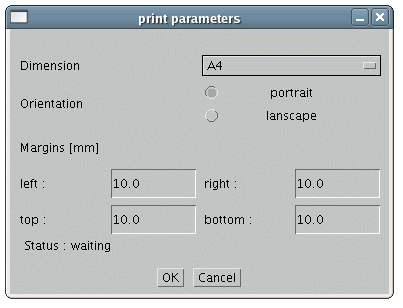 print parameters
Dimension A4
Orientation portrait
lanscape
Margins [mm]
left : 10.0 right : 10.0
top : 10.0 bottom : 10.0
Status : waiting
OK Cancel